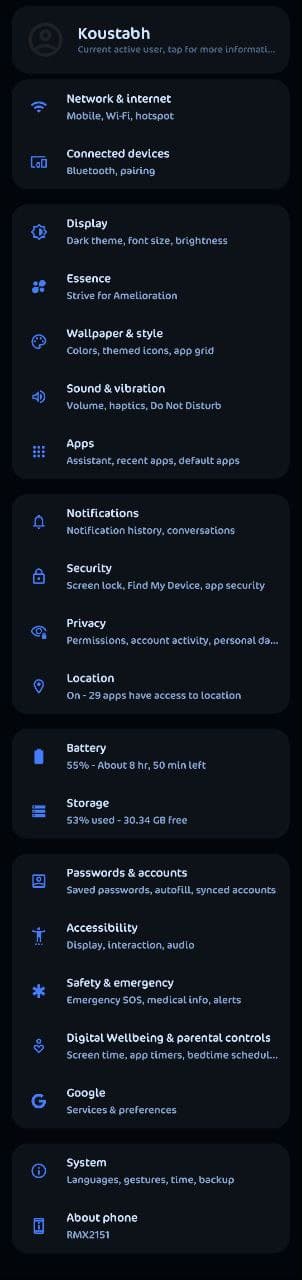 Koustabh
Current active user, tap for more informati...
Network & internet
Mobile, Wi-Fi, hotspot
Connected devices
Bluetooth, pairing
Display
Dark theme, font size, brightness
Essence
Strive for Amelioration
Wallpaper & style
Colors, themed icons, app grid
Sound & vibration
Volume, haptics, Do Not Disturb
Apps
Assistant, recent apps, default apps
Notifications
Notification history, conversations
Security
Screen lock, Find My Device, app security
Privacy
Permissions, account activity, personal da...
Location
On - 29 apps have access to location
Battery
55% - About 8 hr, 50 min left
Storage
53% used - 30.34 GB free
Passwords & accounts
Saved passwords, autofill, synced accounts
Accessibility
Display, interaction, audio
Safety & emergency
Emergency SOS, medical info, alerts
Digital Wellbeing & parental controls
Screen time, app timers, bedtime schedul...
Google
Services & preferences
System
Languages, gestures, time, backup
About phone
RMX2151